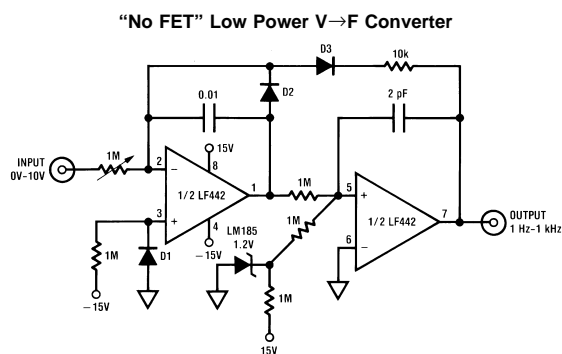 “No FET” Low Power V→F Converter
D3
10k
D2
0.01
2 pF
INPUT
0V-10V
1M
2
−
15V
8
1/2 LF442
1
1M
5
+
3
+
4
−15V
1/2 LF442
7
OUTPUT
1 Hz-1 kHz
1M
LM185
1.2V
6
−
1M
D1
−15V
1M
15V